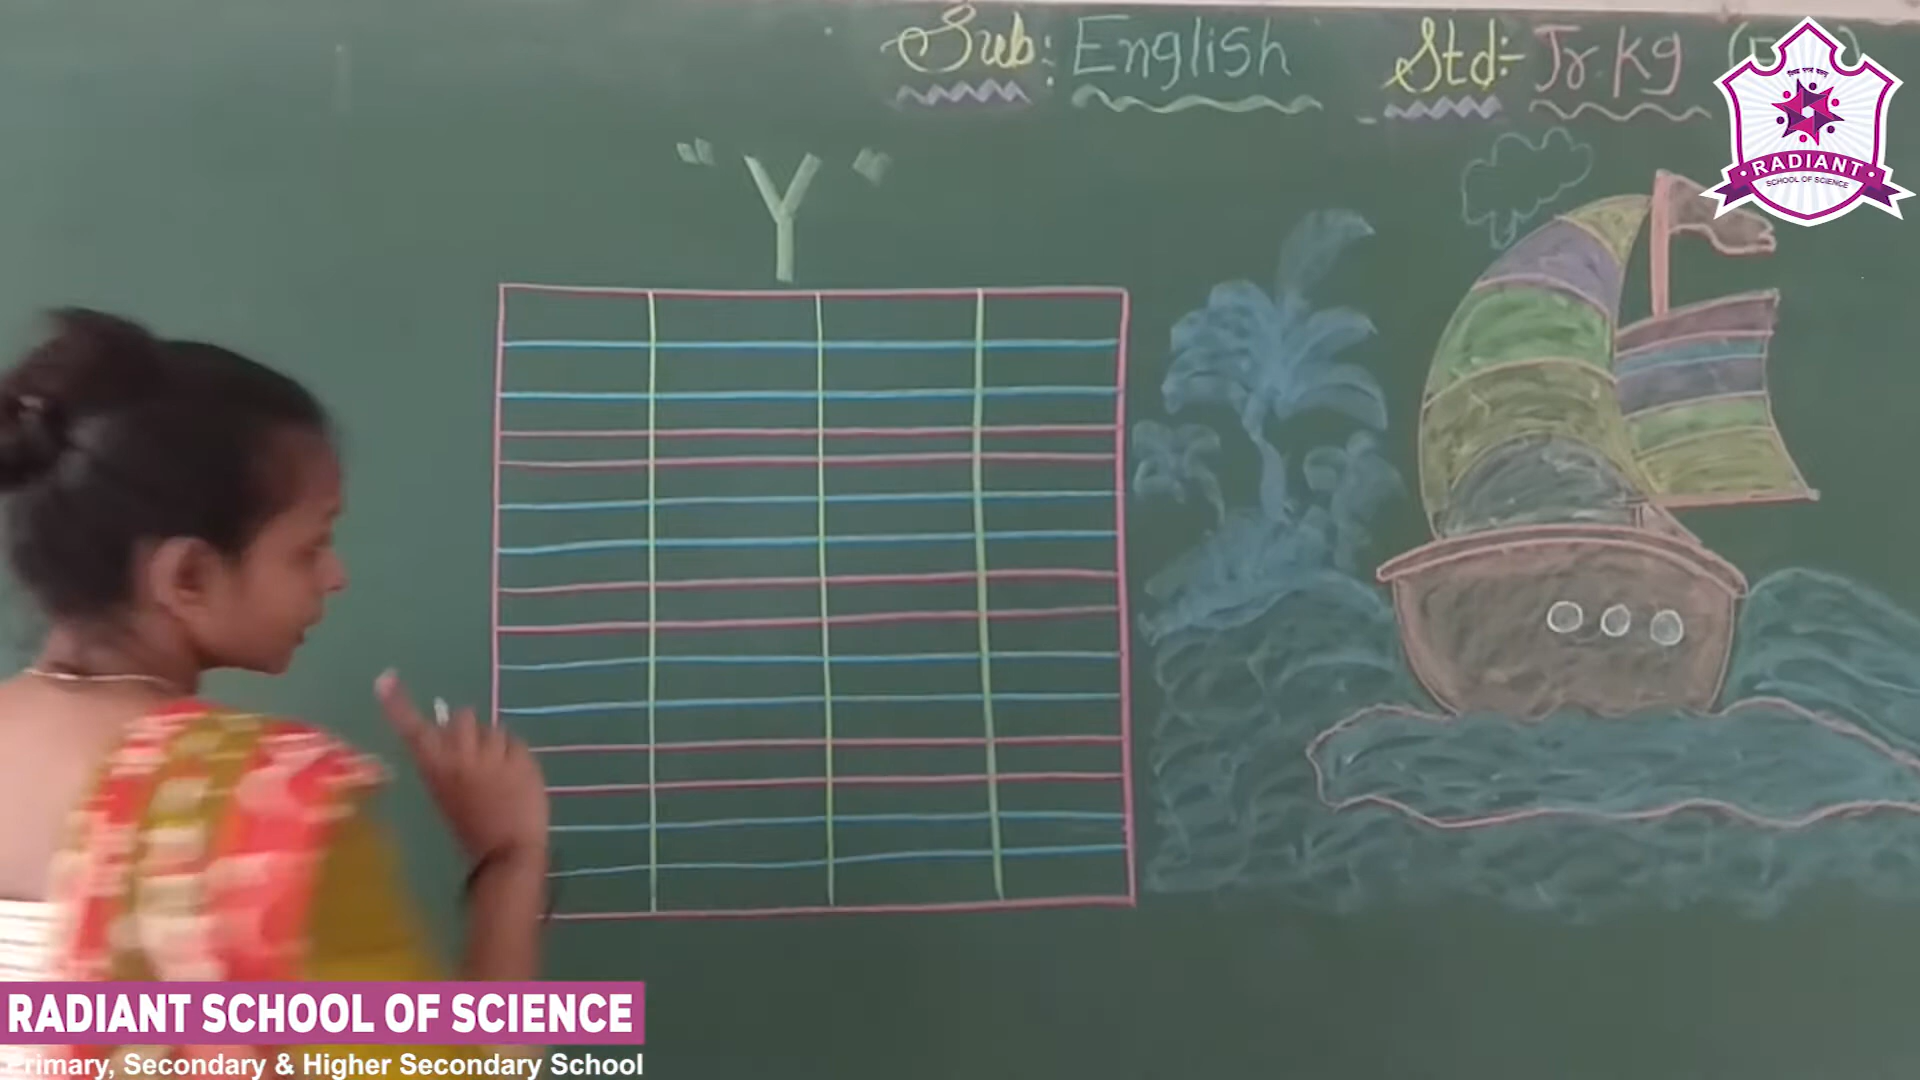 Sub: English Std:- Jr. Kg
"Y"
RADIANT
SCHOOL OF SCIENCE
RADIANT SCHOOL OF SCIENCE
Primary, Secondary & Higher Secondary School